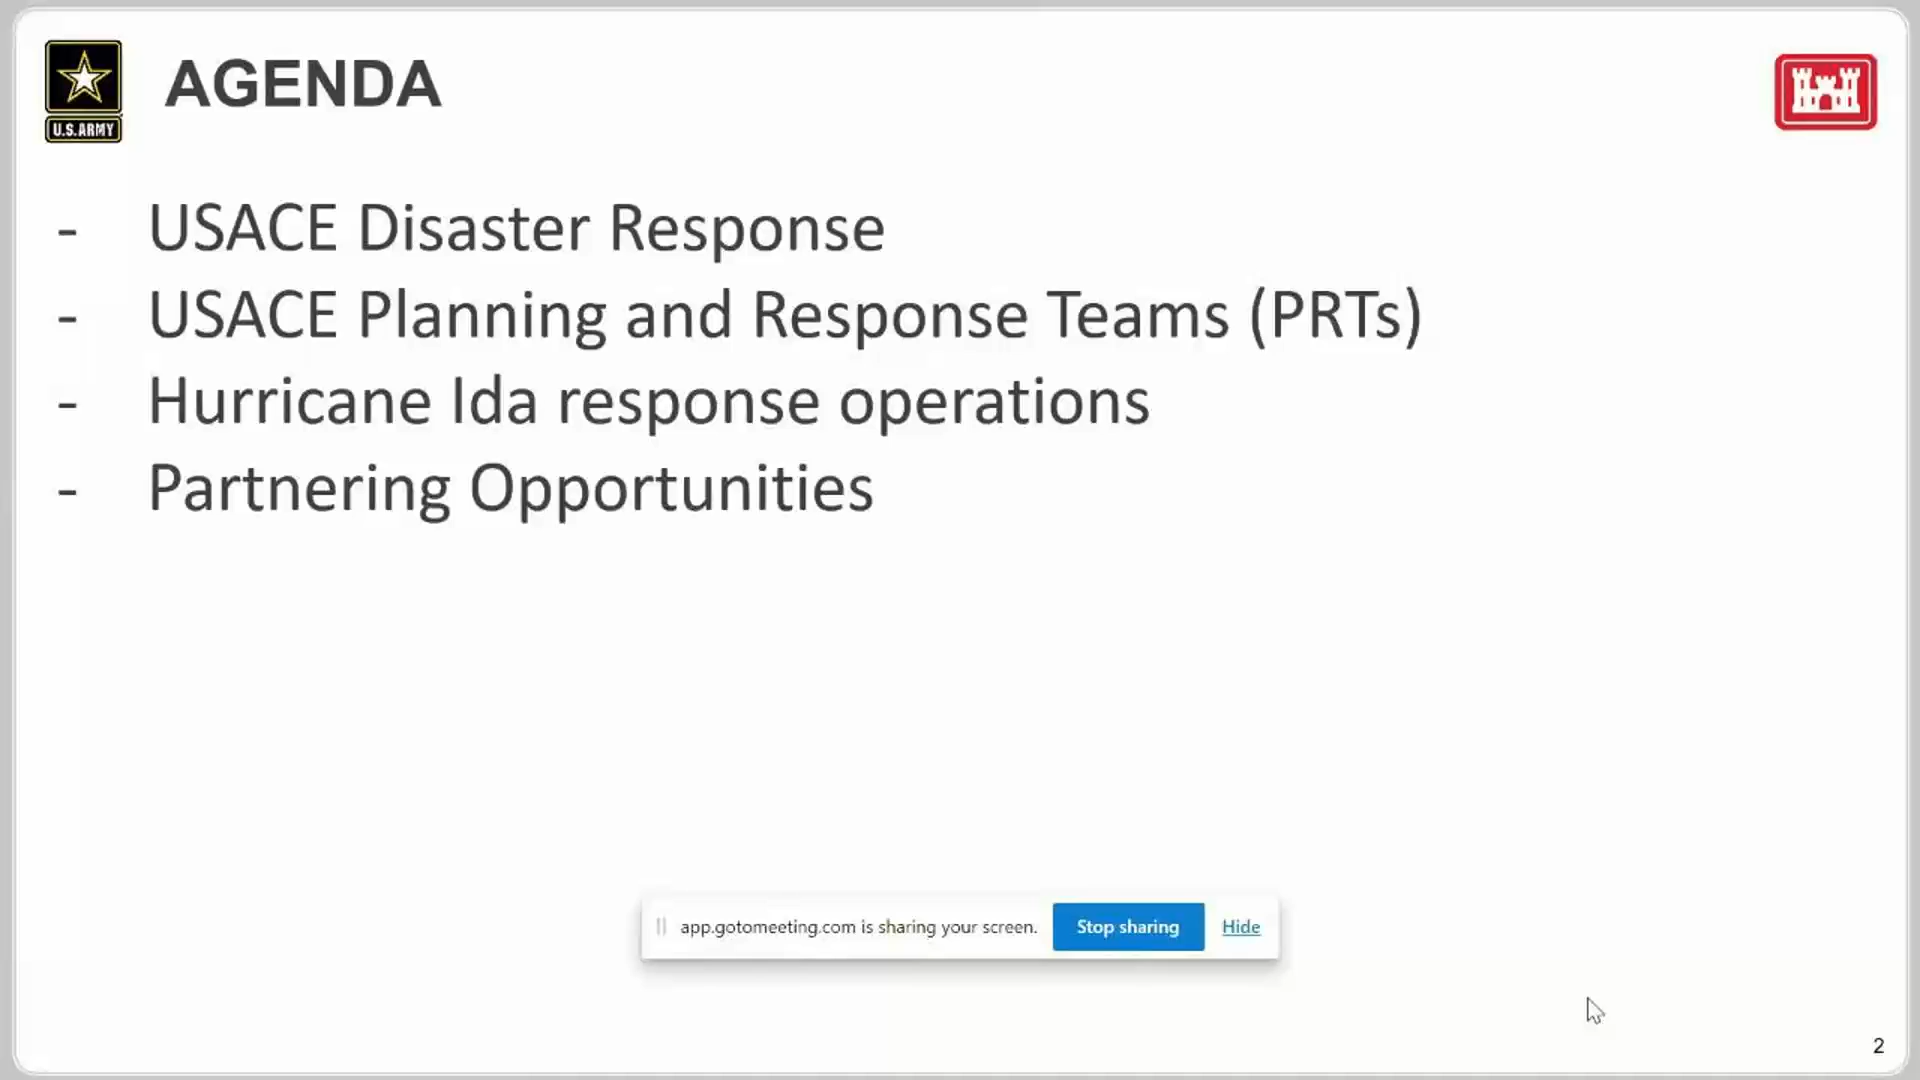 U.S.ARMY
AGENDA
- USACE Disaster Response
- USACE Planning and Response Teams (PRTs)
- Hurricane Ida response operations
- Partnering Opportunities
app.gotomeeting.com is sharing your screen. Stop sharing Hide
2